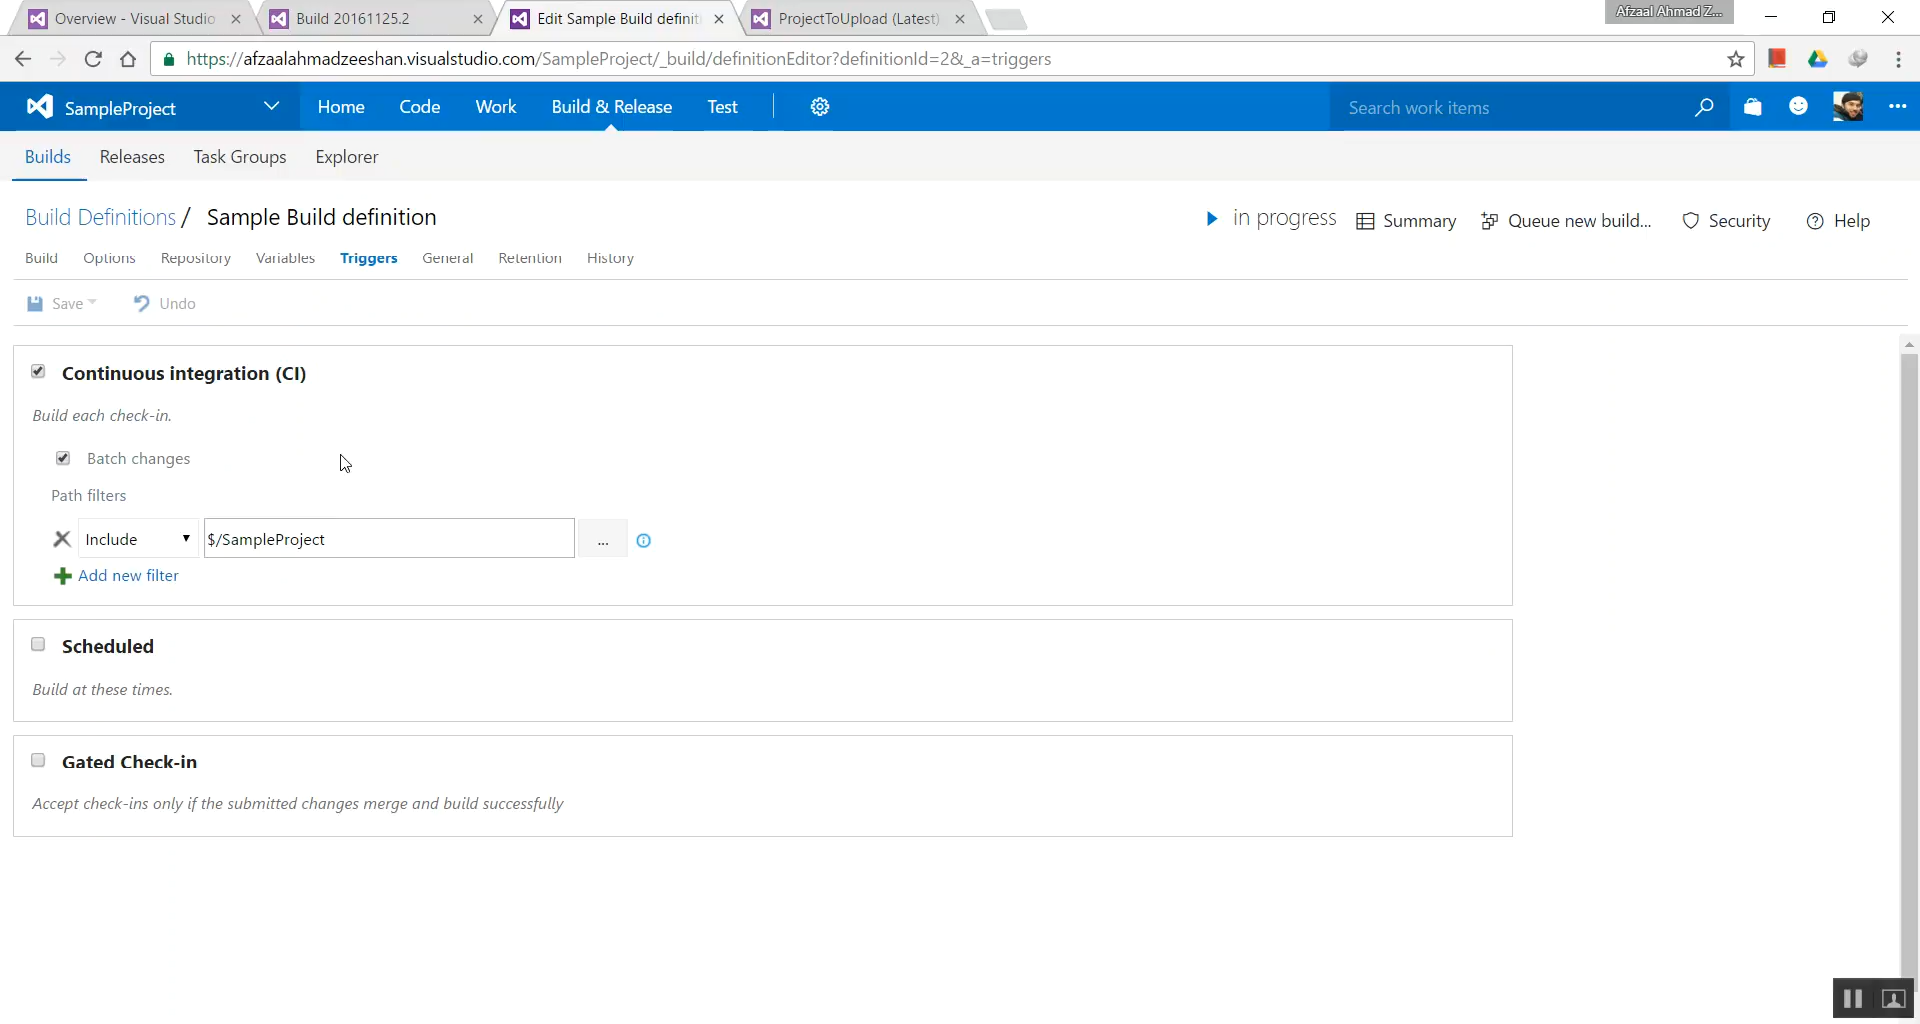 Overview - Visual Studio
Build 20161125.2
Edit Sample Build definit
ProjectToUpload (Latest)
Afzaal Ahmad Z...
https://afzaalahmadzeeshan.visualstudio.com/SampleProject/_build/definitionEditor?definitionId=2&_a=triggers
SampleProject
Home
Code
Work
Build & Release
Test
Search work items
Builds
Releases
Task Groups
Explorer
Build Definitions / Sample Build definition
in progress
Summary
Queue new build...
Security
Help
Build
Options
Repository
Variables
Triggers
General
Retention
History
Save
Undo
Continuous integration (CI)
Build each check-in.
Batch changes
Path filters
Include
$/SampleProject
...
Add new filter
Scheduled
Build at these times.
Gated Check-in
Accept check-ins only if the submitted changes merge and build successfully